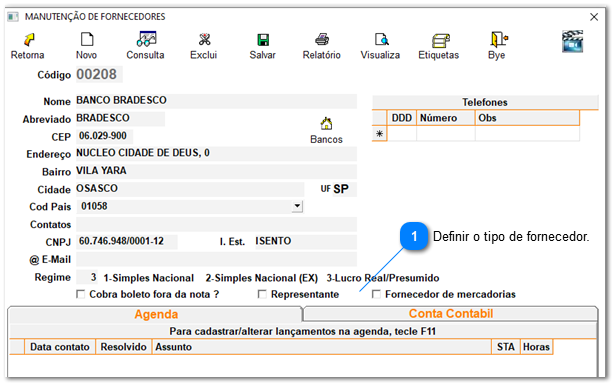 MANUTENÇÃO DE FORNECEDORES
Retorna Novo Consulta Exclui Salvar Relatório Visualiza Etiquetas Bye
Código 00208
Nome BANCO BRADESCO
Abreviado BRADESCO
CEP 06.029-900
Bancos
Endereço NUCLEO CIDADE DE DEUS, 0
Bairro VILA YARA
Cidade OSASCO UF SP
Cod Pais 01058
Contatos
CNPJ 60.746.948/0001-12 I. Est. ISENTO
@ E-Mail
Regime 3 1-Simples Nacional 2-Simples Nacional (EX) 3-Lucro Real/Presumido
Telefones
DDD Número Obs
*
1 Definir o tipo de fornecedor.
Cobra boleto fora da nota ? Representante Fornecedor de mercadorias
Agenda Conta Contabil
Para cadastrar/alterar lançamentos na agenda, tecle F11
Data contato Resolvido Assunto STA Horas